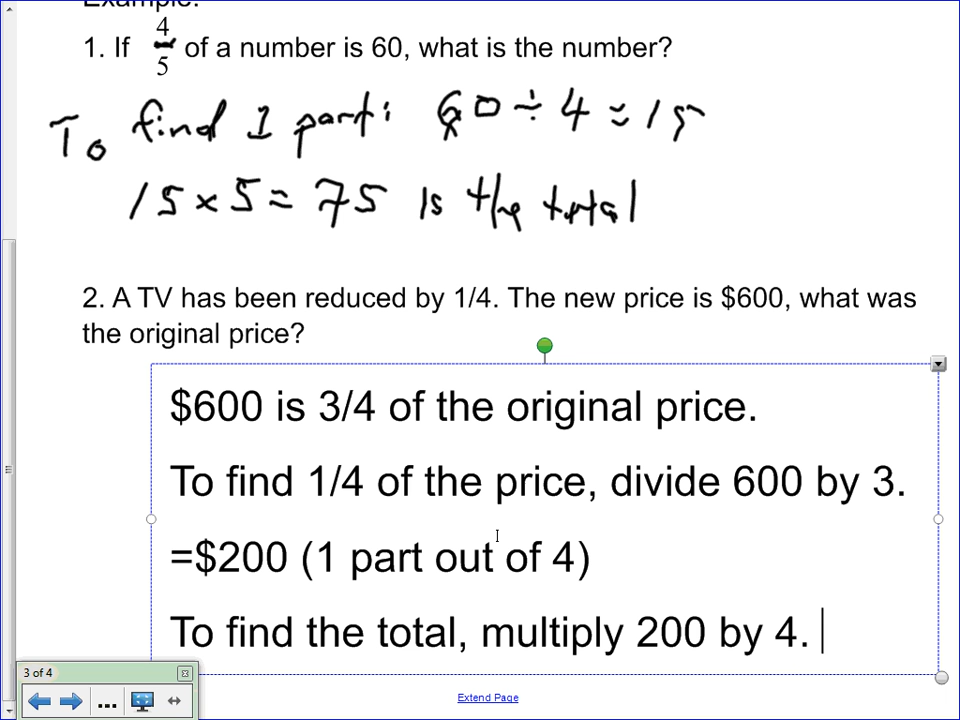 Example:
1. If 4/5 of a number is 60, what is the number?
To find 1 part: 60 ÷ 4 = 15
15 x 5 = 75 is the total
2. A TV has been reduced by 1/4. The new price is $600, what was
the original price?
$600 is 3/4 of the original price.
To find 1/4 of the price, divide 600 by 3.
=$200 (1 part out of 4)
To find the total, multiply 200 by 4.
3 of 4
...
Extend Page